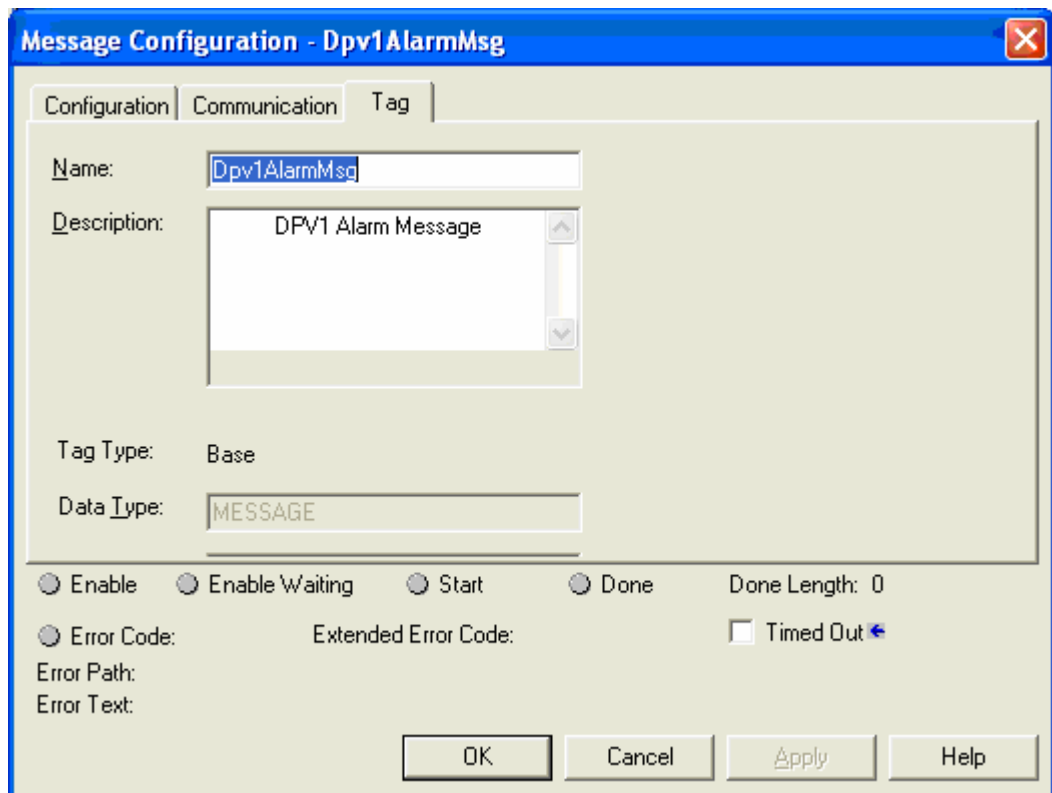 Message Configuration - Dpv1AlarmMsg
Configuration Communication Tag
Name: Dpv1AlarmMsg
Description: DPV1 Alarm Message
Tag Type: Base
Data Type: MESSAGE
Enable Enable Waiting Start Done Done Length: 0
Error Code: Extended Error Code: Timed Out
Error Path:
Error Text:
OK Cancel Apply Help